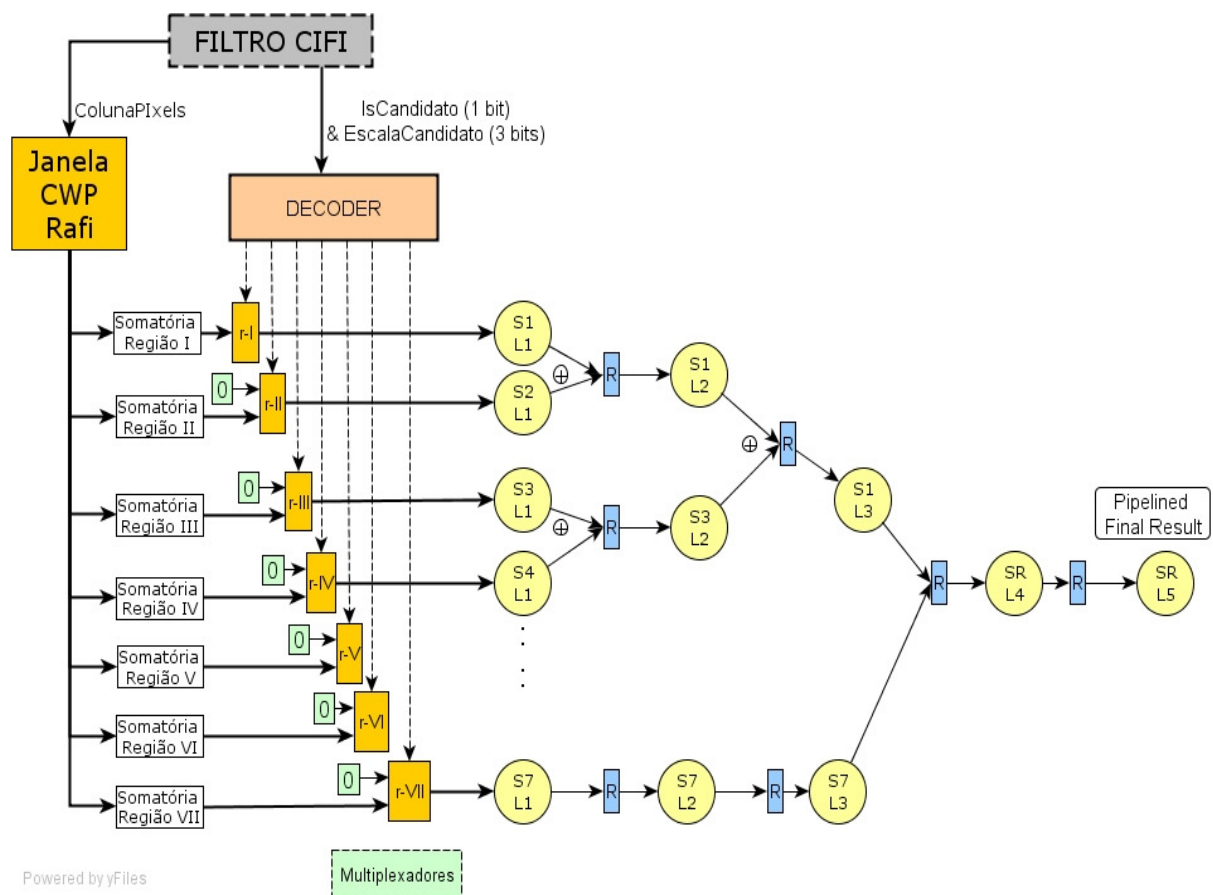 FILTRO CIFI
ColunaPIxels
IsCandidato (1 bit)
& EscalaCandidato (3 bits)
Janela
CWP
Rafi
DECODER
Somatória
Região I
r-I
S1
L1
0
r-II
Somatória
Região II
S2
L1
R
S1
L2
0
r-III
Somatória
Região III
S3
L1
R
S3
L2
R
S1
L3
Pipelined
Final Result
0
r-IV
Somatória
Região IV
S4
L1
R
SR
L4
R
SR
L5
0
r-V
Somatória
Região V
0
r-VI
Somatória
Região VI
0
r-VII
Somatória
Região VII
S7
L1
R
S7
L2
R
S7
L3
Multiplexadores
Powered by yFiles